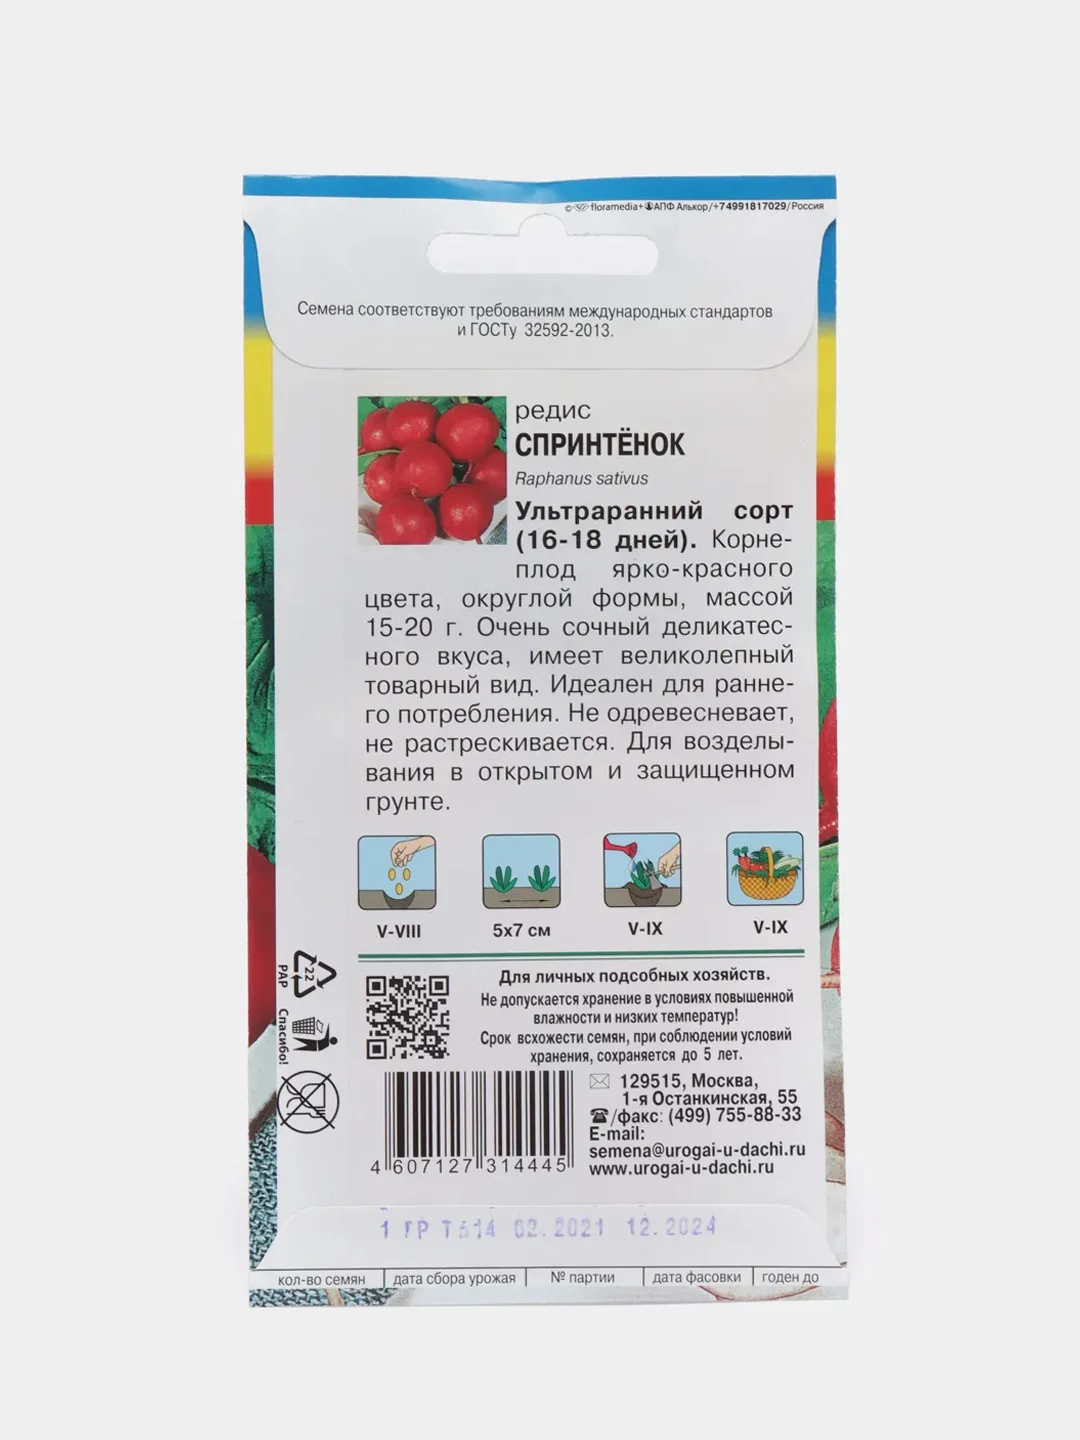 © floramedia+ АПФ Алькор/+74991817029/Россия
Семена соответствуют требованиям международных стандартов
и ГОСТу 32592-2013.
редис
СПРИНТЁНОК
Raphanus sativus
Ультраранний сорт
(16-18 дней). Корне-
плод ярко-красного
цвета, округлой формы, массой
15-20 г. Очень сочный деликатес-
ного вкуса, имеет великолепный
товарный вид. Идеален для ранне-
го потребления. Не одревесневает,
не растрескивается. Для возделы-
вания в открытом и защищенном
грунте.
V-VIII
5х7 см
V-IX
V-IX
22
PAP
Спасибо!
Для личных подсобных хозяйств.
Не допускается хранение в условиях повышенной
влажности и низких температур!
Срок всхожести семян, при соблюдении условий
хранения, сохраняется до 5 лет.
129515, Москва,
1-я Останкинская, 55
/факс: (499) 755-88-33
E-mail:
semena@urogai-u-dachi.ru
www.urogai-u-dachi.ru
4 607127 314445
1 ГР Т514 02.2021 12.2024
кол-во семян
дата сбора урожая
№ партии
дата фасовки
годен до